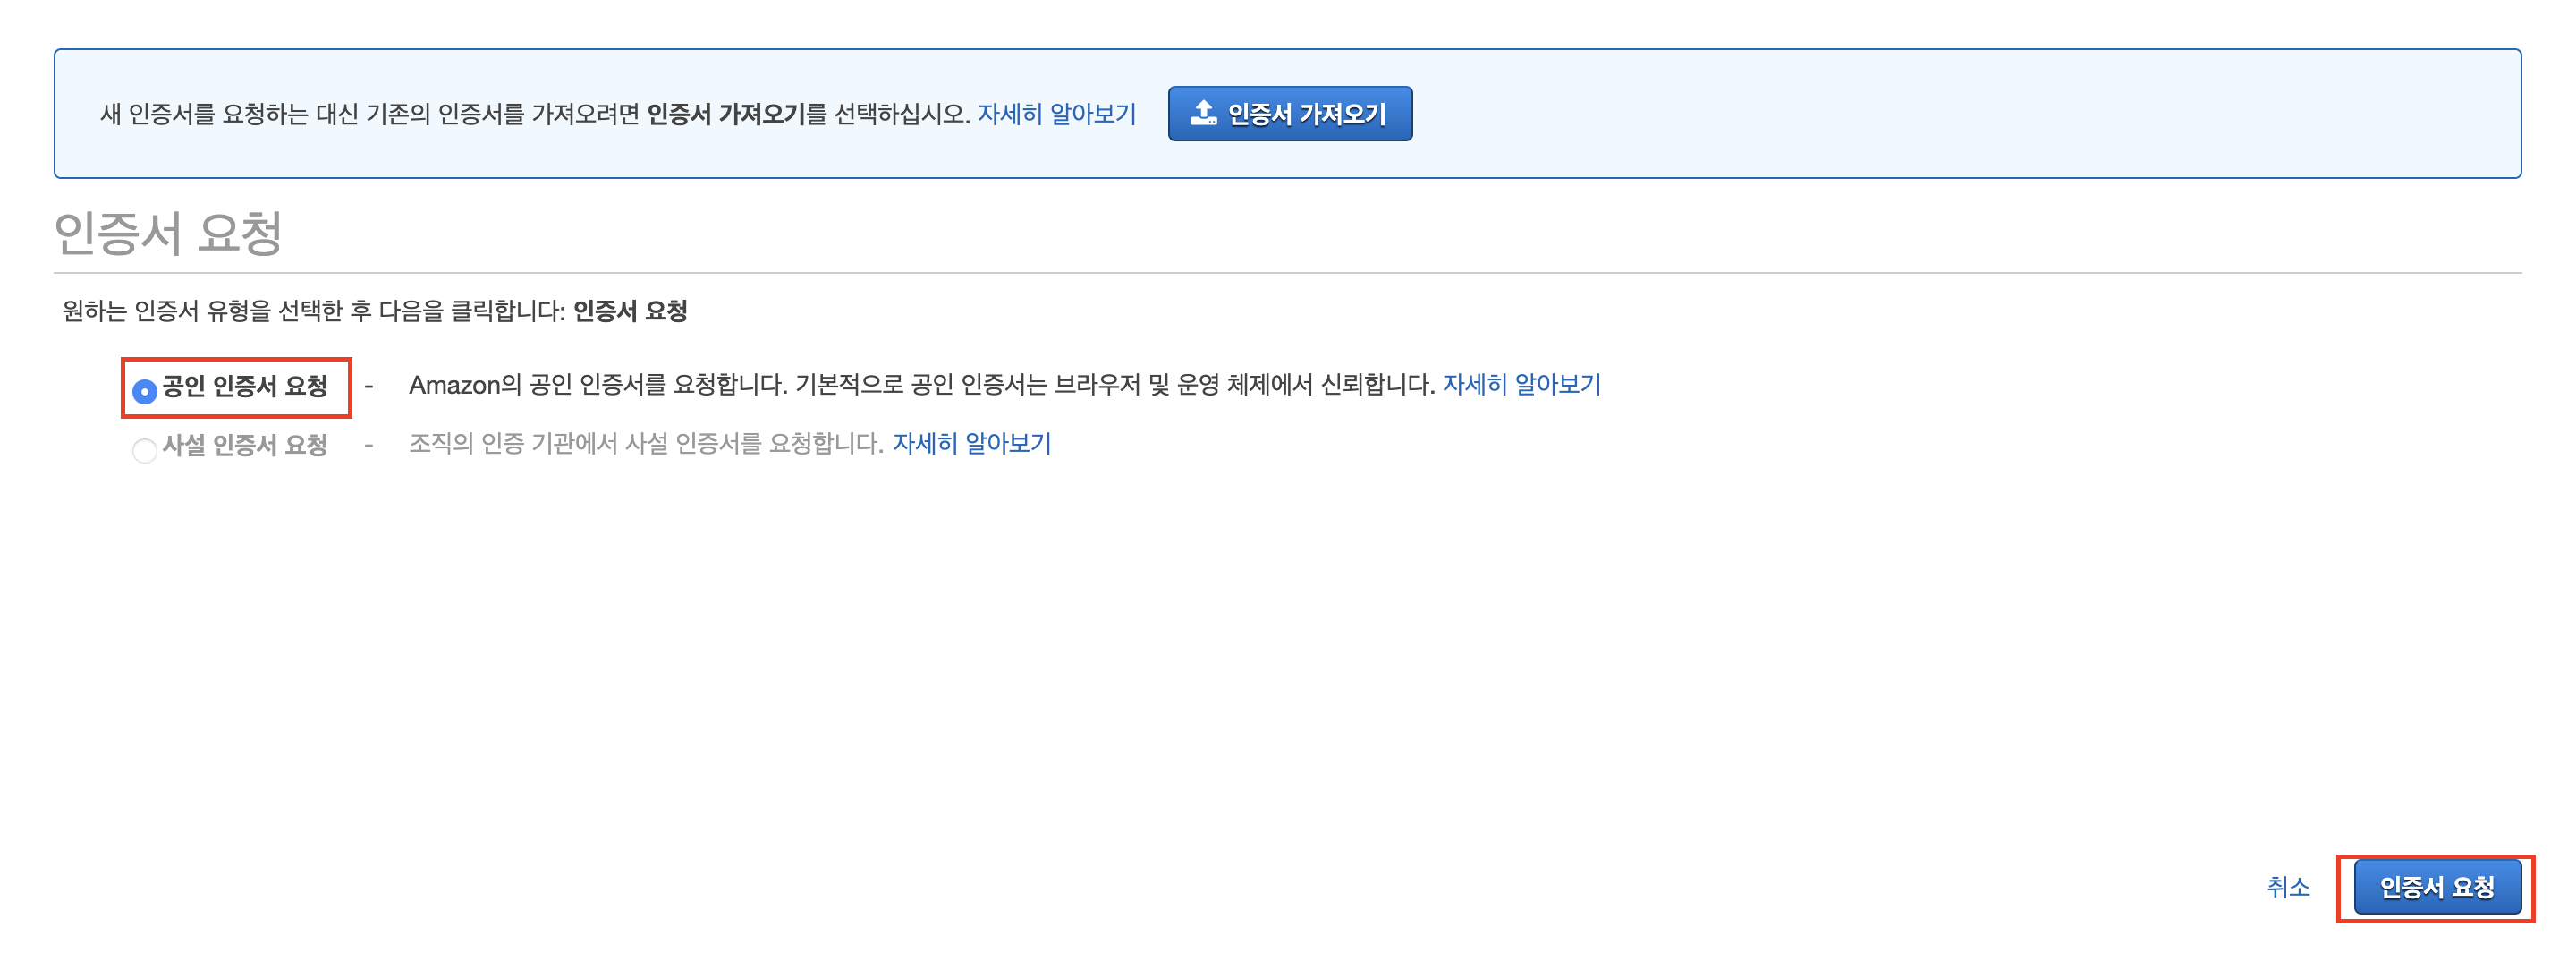 새 인증서를 요청하는 대신 기존의 인증서를 가져오려면 인증서 가져오기를 선택하십시오. 자세히 알아보기 인증서 가져오기
인증서 요청
원하는 인증서 유형을 선택한 후 다음을 클릭합니다: 인증서 요청
공인 인증서 요청 - Amazon의 공인 인증서를 요청합니다. 기본적으로 공인 인증서는 브라우저 및 운영 체제에서 신뢰합니다. 자세히 알아보기
사설 인증서 요청 - 조직의 인증 기관에서 사설 인증서를 요청합니다. 자세히 알아보기
취소 인증서 요청